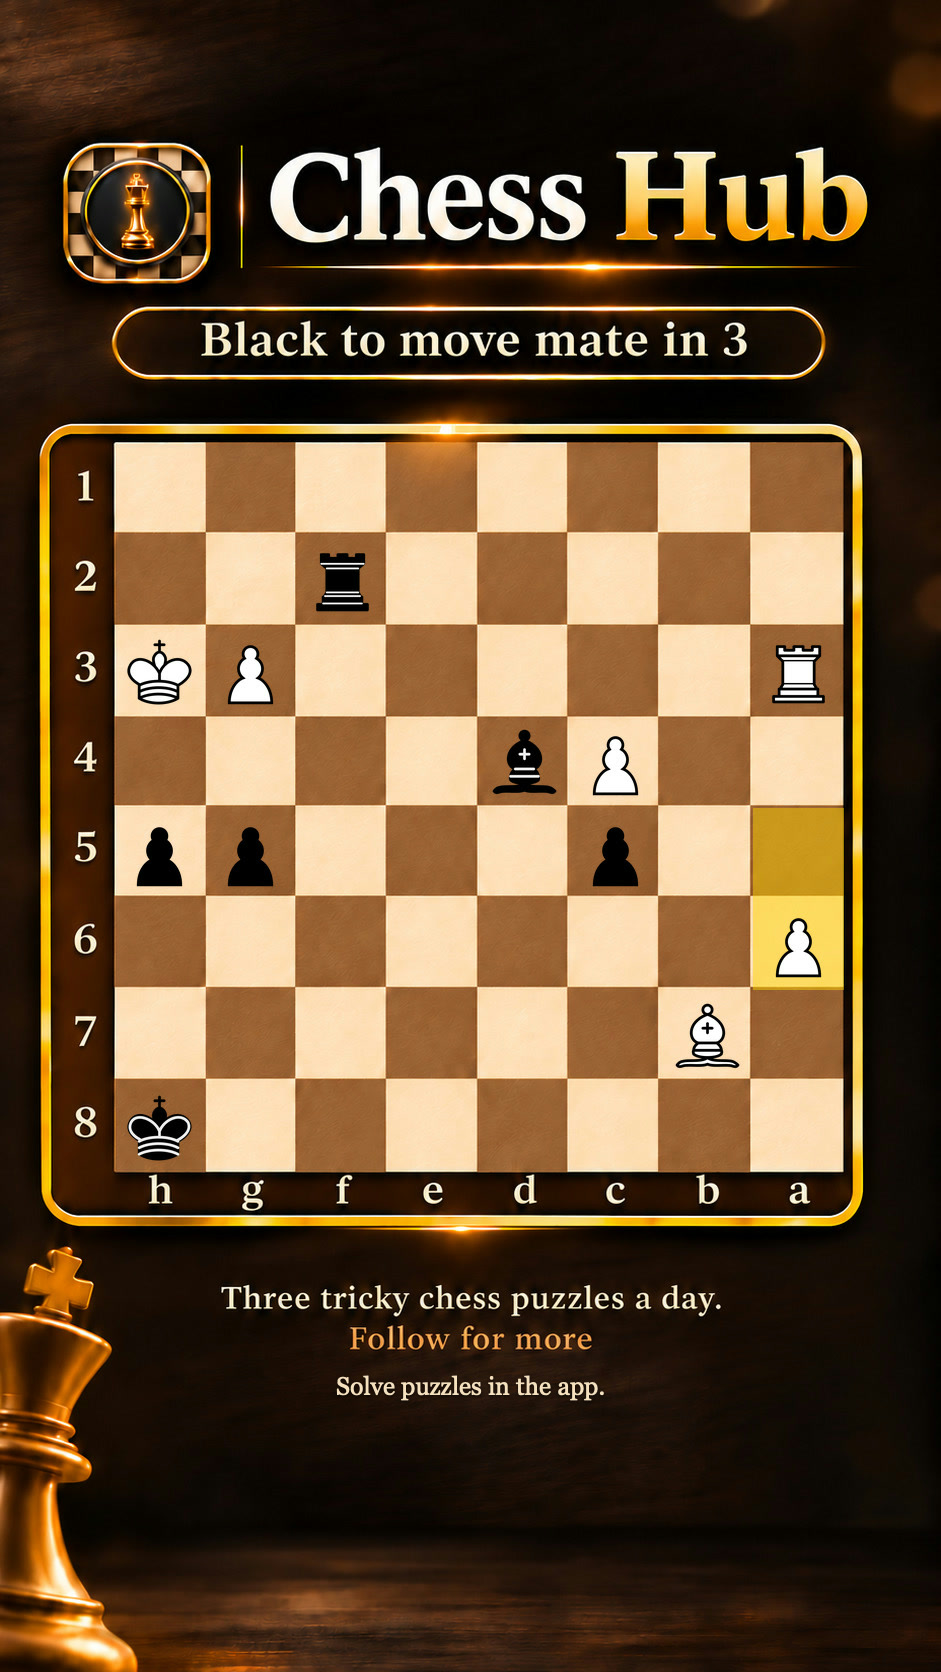 Chess Hub
Black to move mate in 3
1
2
3
4
5
6
7
8
h g f e d c b a
Three tricky chess puzzles a day.
Follow for more
Solve puzzles in the app.